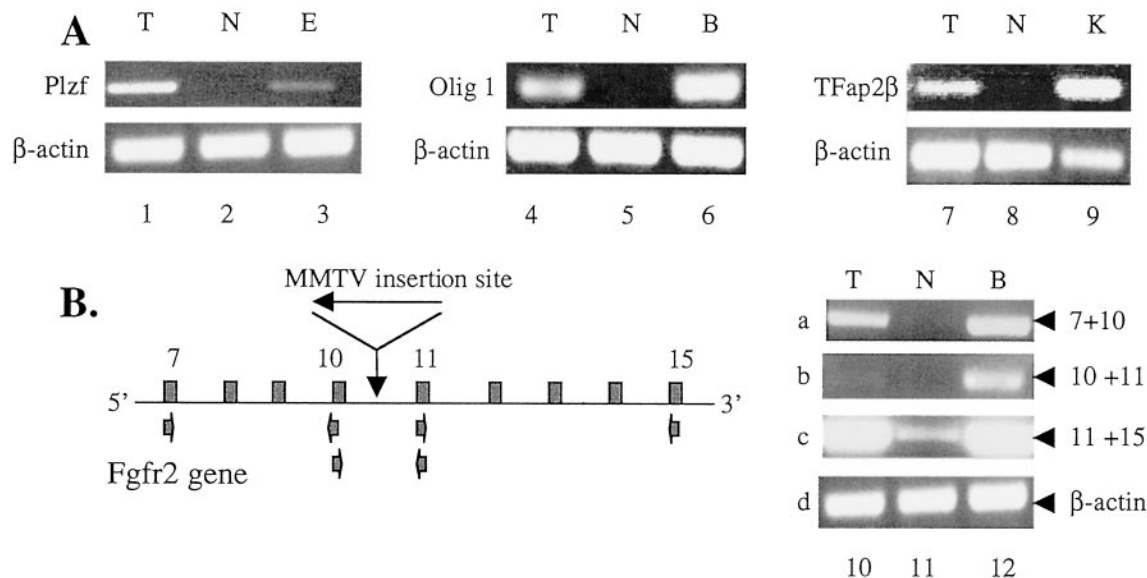 A
T N E
Plzf
β-actin
1 2 3
T N B
Olig 1
β-actin
4 5 6
T N K
TFap2β
β-actin
7 8 9
B.
MMTV insertion site
7 10 11 15
5’ 3’
Fgfr2 gene
T N B
a 7+10
b 10 +11
c 11 +15
d β-actin
10 11 12